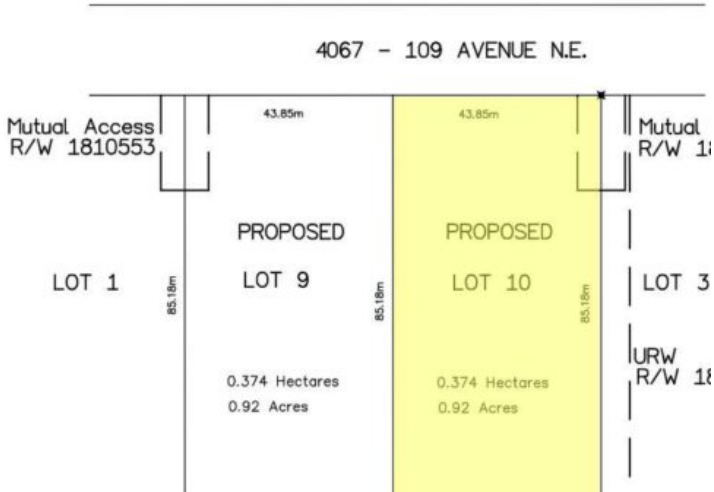 4067 - 109 AVENUE N.E.
43.85m
43.85m
Mutual Access
R/W 1810553
Mutual
R/W 18
PROPOSED
PROPOSED
LOT 1
85.18m
LOT 9
85.18m
LOT 10
85.18m
LOT 3
URW
R/W 18
0.374 Hectares
0.92 Acres
0.374 Hectares
0.92 Acres